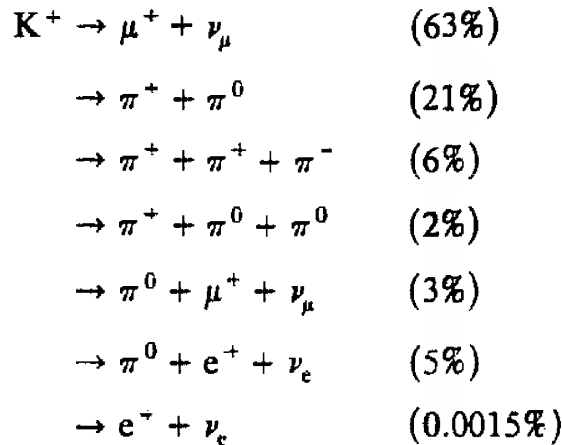 K⁺ → μ⁺ + ν_μ (63%)
→ π⁺ + π⁰ (21%)
→ π⁺ + π⁺ + π⁻ (6%)
→ π⁺ + π⁰ + π⁰ (2%)
→ π⁰ + μ⁺ + ν_μ (3%)
→ π⁰ + e⁺ + ν_e (5%)
→ e⁺ + ν_e (0.0015%)